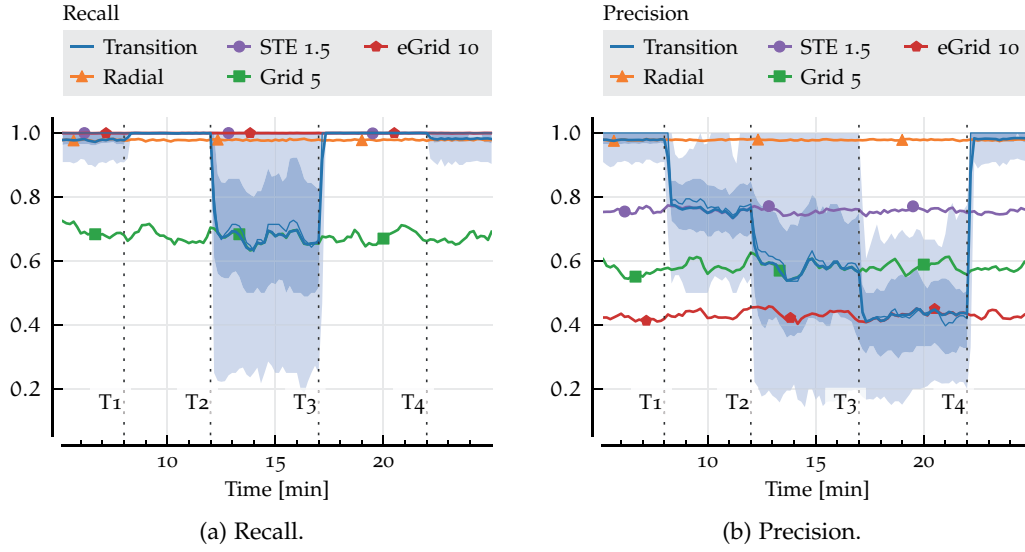 Recall
Transition STE 1.5 eGrid 10
Radial Grid 5
1.0
0.8
0.6
0.4
0.2
T1 T2 T3 T4
10 15 20
Time [min]
(a) Recall.
Precision
Transition STE 1.5 eGrid 10
Radial Grid 5
1.0
0.8
0.6
0.4
0.2
T1 T2 T3 T4
10 15 20
Time [min]
(b) Precision.